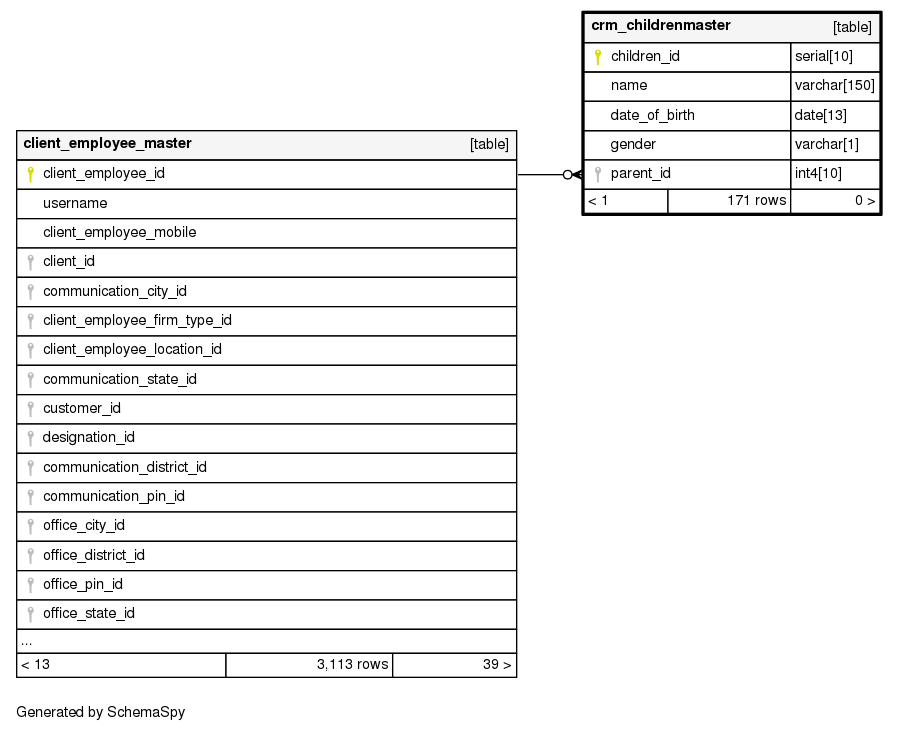 crm_childrenmaster [table]
children_id serial[10]
name varchar[150]
date_of_birth date[13]
gender varchar[1]
parent_id int4[10]
< 1 171 rows 0 >
client_employee_master [table]
client_employee_id
username
client_employee_mobile
client_id
communication_city_id
client_employee_firm_type_id
client_employee_location_id
communication_state_id
customer_id
designation_id
communication_district_id
communication_pin_id
office_city_id
office_district_id
office_pin_id
office_state_id
...
< 13 3,113 rows 39 >
Generated by SchemaSpy